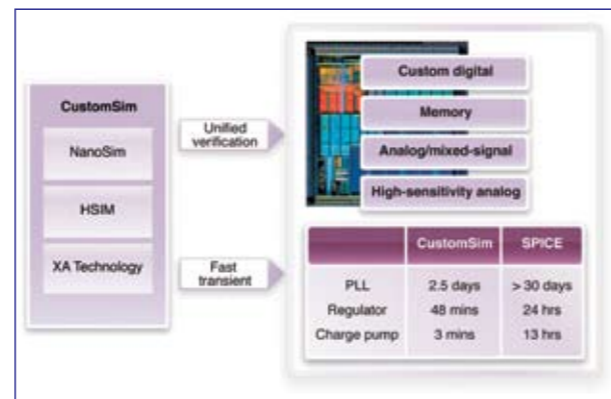 CustomSim
NanoSim
HSIM
XA Technology
Unified
verification
Fast
transient
Custom digital
Memory
Analog/mixed-signal
High-sensitivity analog
CustomSim SPICE
PLL 2.5 days > 30 days
Regulator 48 mins 24 hrs
Charge pump 3 mins 13 hrs